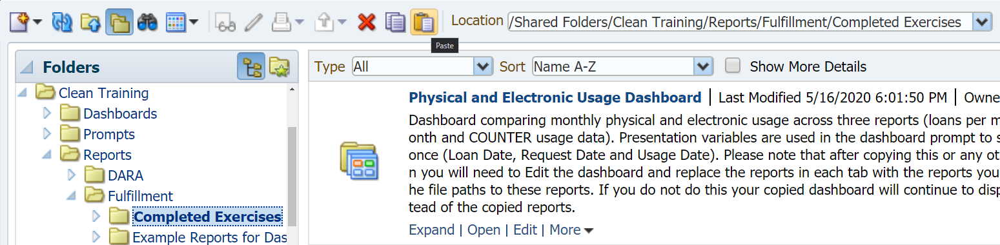 Location /Shared Folders/Clean Training/Reports/Fulfillment/Completed Exercises
Paste
Folders
Type All Sort Name A-Z Show More Details
Clean Training
Dashboards
Prompts
Reports
DARA
Fulfillment
Completed Exercises
Example Reports for Das
Physical and Electronic Usage Dashboard | Last Modified 5/16/2020 6:01:50 PM | Owne
Dashboard comparing monthly physical and electronic usage across three reports (loans per m
onth and COUNTER usage data). Presentation variables are used in the dashboard prompt to s
once (Loan Date, Request Date and Usage Date). Please note that after copying this or any ot
n you will need to Edit the dashboard and replace the reports in each tab with the reports you
he file paths to these reports. If you do not do this your copied dashboard will continue to disp
tead of the copied reports.
Expand | Open | Edit | More